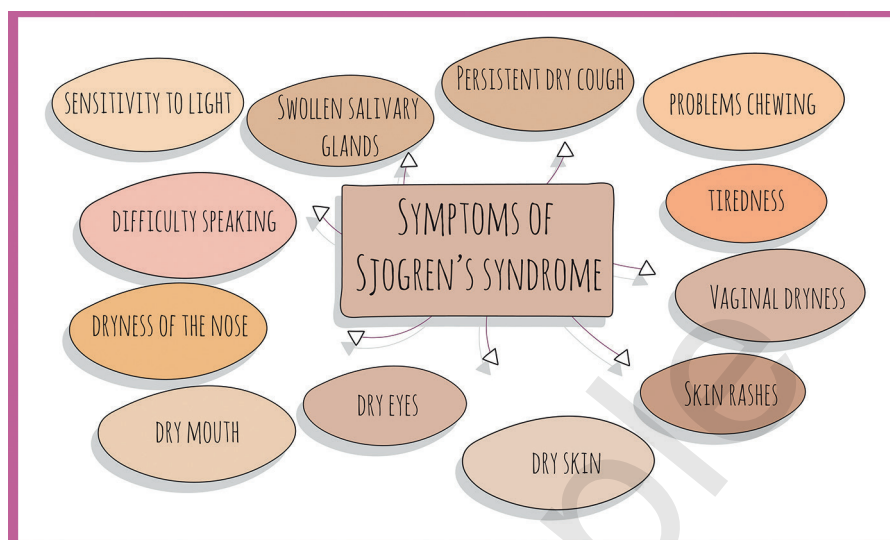 SENSITIVITY TO LIGHT
SWOLLEN SALIVARY
GLANDS
PERSISTENT DRY COUGH
PROBLEMS CHEWING
DIFFICULTY SPEAKING
SYMPTOMS OF
SJOGREN'S SYNDROME
TIREDNESS
DRYNESS OF THE NOSE
VAGINAL DRYNESS
DRY MOUTH
DRY EYES
SKIN RASHES
DRY SKIN